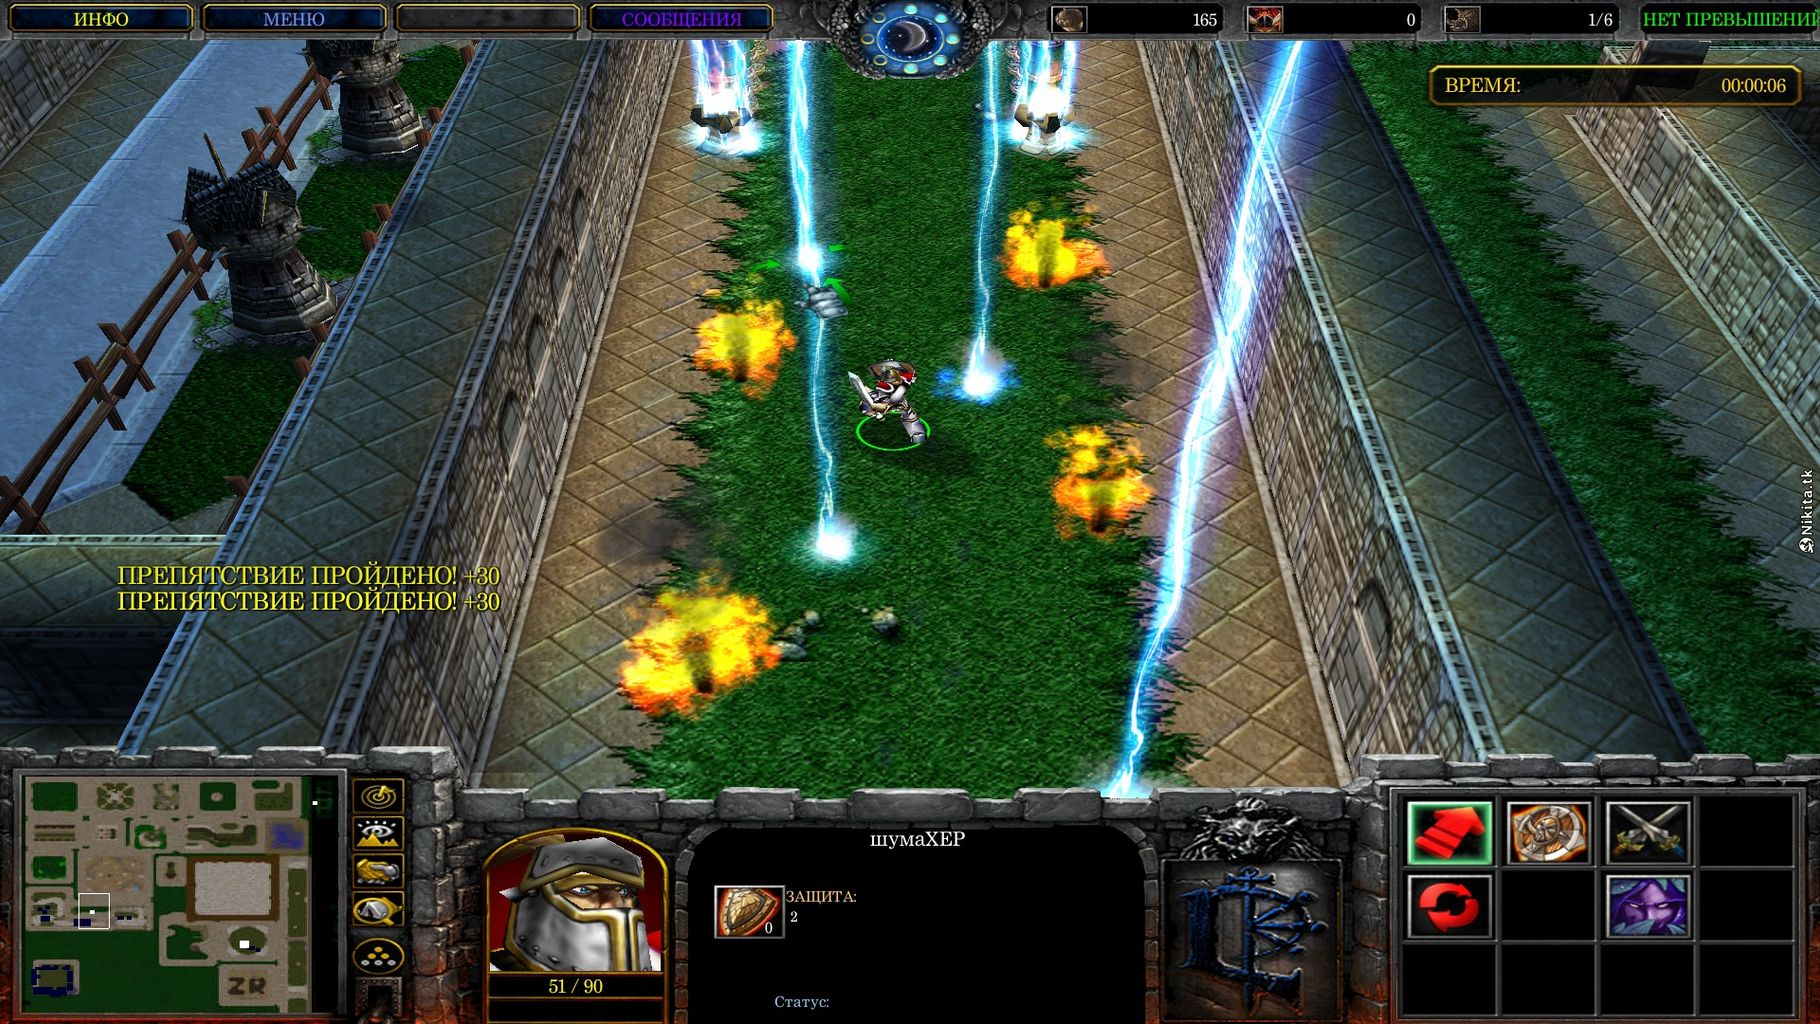 ИНФО
МЕНЮ
СООБЩЕНИЯ
165
0
1/6
НЕТ ПРЕВЫШЕНИЙ
ВРЕМЯ: 00:00:06
Nikita.tk
ПРЕПЯТСТВИЕ ПРОЙДЕНО! +30
ПРЕПЯТСТВИЕ ПРОЙДЕНО! +30
шумаХЕР
ЗАЩИТА:
2
0
51 / 90
Статус:
ZR